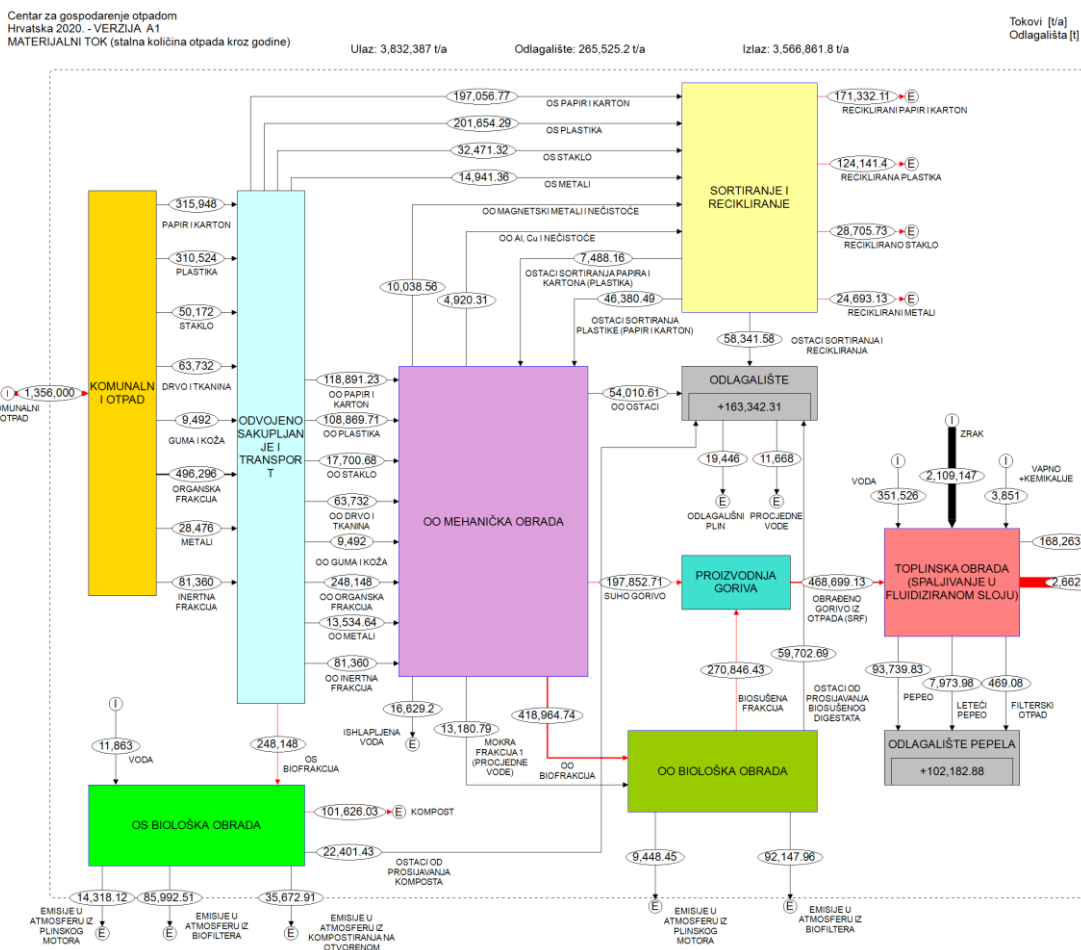 Centar za gospodarenje otpadom
Hrvatska 2020. - VERZIJA A1
MATERIJALNI TOK (stalna količina otpada kroz godine)
Ulaz: 3,832,387 t/a
Odlagalište: 265,525.2 t/a
Izlaz: 3,566,861.8 t/a
Tokovi [t/a]
Odlagališta [t]
197,056.77
OS PAPIR I KARTON
201,654.29
OS PLASTIKA
32,471.32
OS STAKLO
14,941.36
OS METALI
OO MAGNETSKI METALI I NEČISTOĆE
OO Al, Cu I NEČISTOĆE
10,038.56
4,920.31
7,488.16
OSTACI SORTIRANJA PAPIRA I
KARTONA (PLASTIKA)
46,380.49
OSTACI SORTIRANJA
PLASTIKE (PAPIR I KARTON)
SORTIRANJE I
RECIKLIRANJE
171,332.11
E
RECIKLIRANI PAPIR I KARTON
124,141.4
E
RECIKLIRANA PLASTIKA
28,705.73
E
RECIKLIRANO STAKLO
24,693.13
E
RECIKLIRANI METALI
58,341.58
OSTACI SORTIRANJA I
RECIKLIRANJA
I
1,356,000
OTPAD
KOMUNALN
I OTPAD
315,948
PAPIR I KARTON
310,524
PLASTIKA
50,172
STAKLO
63,732
DRVO I TKANINA
9,492
GUMA I KOŽA
496,296
ORGANSKA
FRAKCIJA
28,476
METALI
81,360
INERTNA
FRAKCIJA
ODVOJENO
SAKUPLJAN
JE I
TRANSPOR
T
118,891.23
OO PAPIR I
KARTON
108,869.71
OO PLASTIKA
17,700.68
OO STAKLO
63,732
OO DRVO I
TKANINA
9,492
OO GUMA I KOŽA
248,148
OO ORGANSKA
FRAKCIJA
13,534.64
OO METALI
81,360
OO INERTNA
FRAKCIJA
OO MEHANIČKA OBRADA
54,010.61
OO OSTACI
ODLAGALIŠTE
+163,342.31
19,446
E
ODLAGALIŠNI
PLIN
11,668
E
PROCJEDNE
VODE
197,852.71
SUHO GORIVO
PROIZVODNJA
GORIVA
468,699.13
OBRAĐENO
GORIVO IZ
OTPADA (SRF)
I
ZRAK
2,109,147
I
VODA
351,526
I
VAPNO
+KEMIKALIJE
3,851
TOPLINSKA OBRADA
(SPALJIVANJE U
FLUIDIZIRANOM SLOJU)
168,263
2,662
93,739.83
PEPEO
7,973.98
LETEĆI
PEPEO
469.08
FILTERSKI
OTPAD
ODLAGALIŠTE PEPELA
+102,182.88
16,629.2
ISHLAPLJENA
VODA
E
13,180.79
MOKRA
FRAKCIJA 1
(PROCJEDNE
VODE)
418,964.74
OO
BIOFRAKCIJA
270,846.43
BIOSUŠENA
FRAKCIJA
59,702.69
OSTACI OD
PROSIJAVANJA
BIOSUŠENOG
DIGESTATA
OO BIOLOŠKA OBRADA
9,448.45
E
EMISIJE U
ATMOSFERU IZ
PLINSKOG
MOTORA
92,147.96
E
EMISIJE U
ATMOSFERU IZ
BIOFILTERA
I
11,863
VODA
248,148
OS
BIOFRAKCIJA
OS BIOLOŠKA OBRADA
101,626.03
E
KOMPOST
22,401.43
OSTACI OD
PROSIJAVANJA
KOMPOSTA
14,318.12
E
EMISIJE U
ATMOSFERU IZ
PLINSKOG
MOTORA
85,992.51
E
EMISIJE U
ATMOSFERU IZ
BIOFILTERA
35,672.91
E
EMISIJE U
ATMOSFERU IZ
KOMPOSTIRANJA NA
OTVORENOM